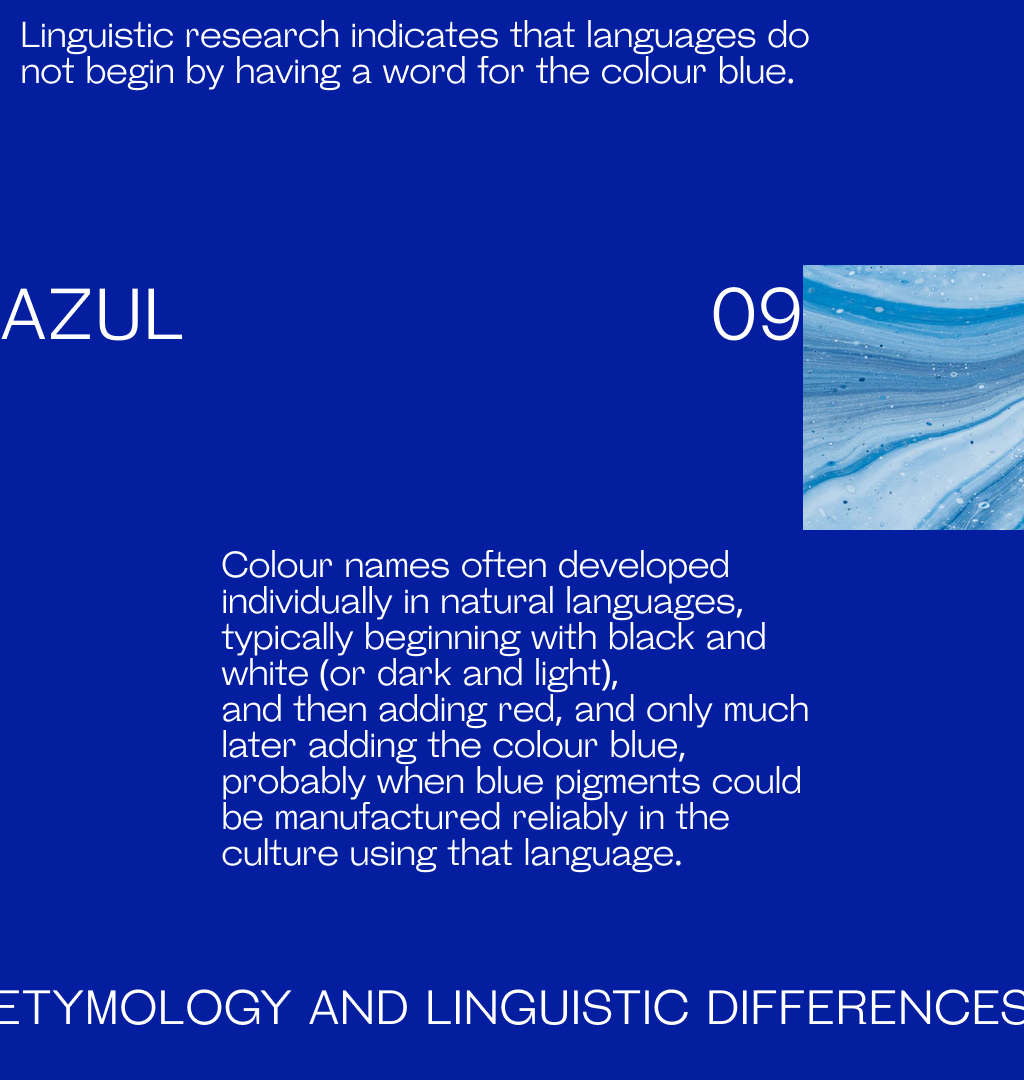 Linguistic research indicates that languages do
not begin by having a word for the colour blue.
AZUL
09
Colour names often developed
individually in natural languages,
typically beginning with black and
white (or dark and light),
and then adding red, and only much
later adding the colour blue,
probably when blue pigments could
be manufactured reliably in the
culture using that language.
ETYMOLOGY AND LINGUISTIC DIFFERENCES